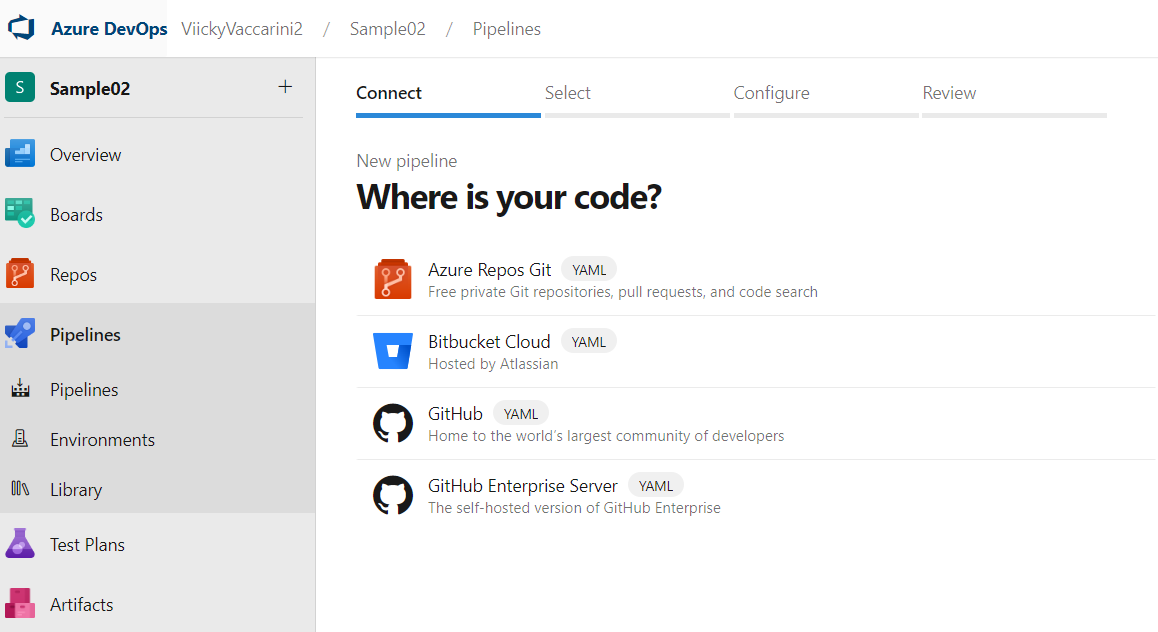 Azure DevOps ViickyVaccarini2 / Sample02 / Pipelines
S Sample02 +
Overview
Boards
Repos
Pipelines
Pipelines
Environments
Library
Test Plans
Artifacts
Connect Select Configure Review
New pipeline
Where is your code?
Azure Repos Git YAML
Free private Git repositories, pull requests, and code search
Bitbucket Cloud YAML
Hosted by Atlassian
GitHub YAML
Home to the world's largest community of developers
GitHub Enterprise Server YAML
The self-hosted version of GitHub Enterprise